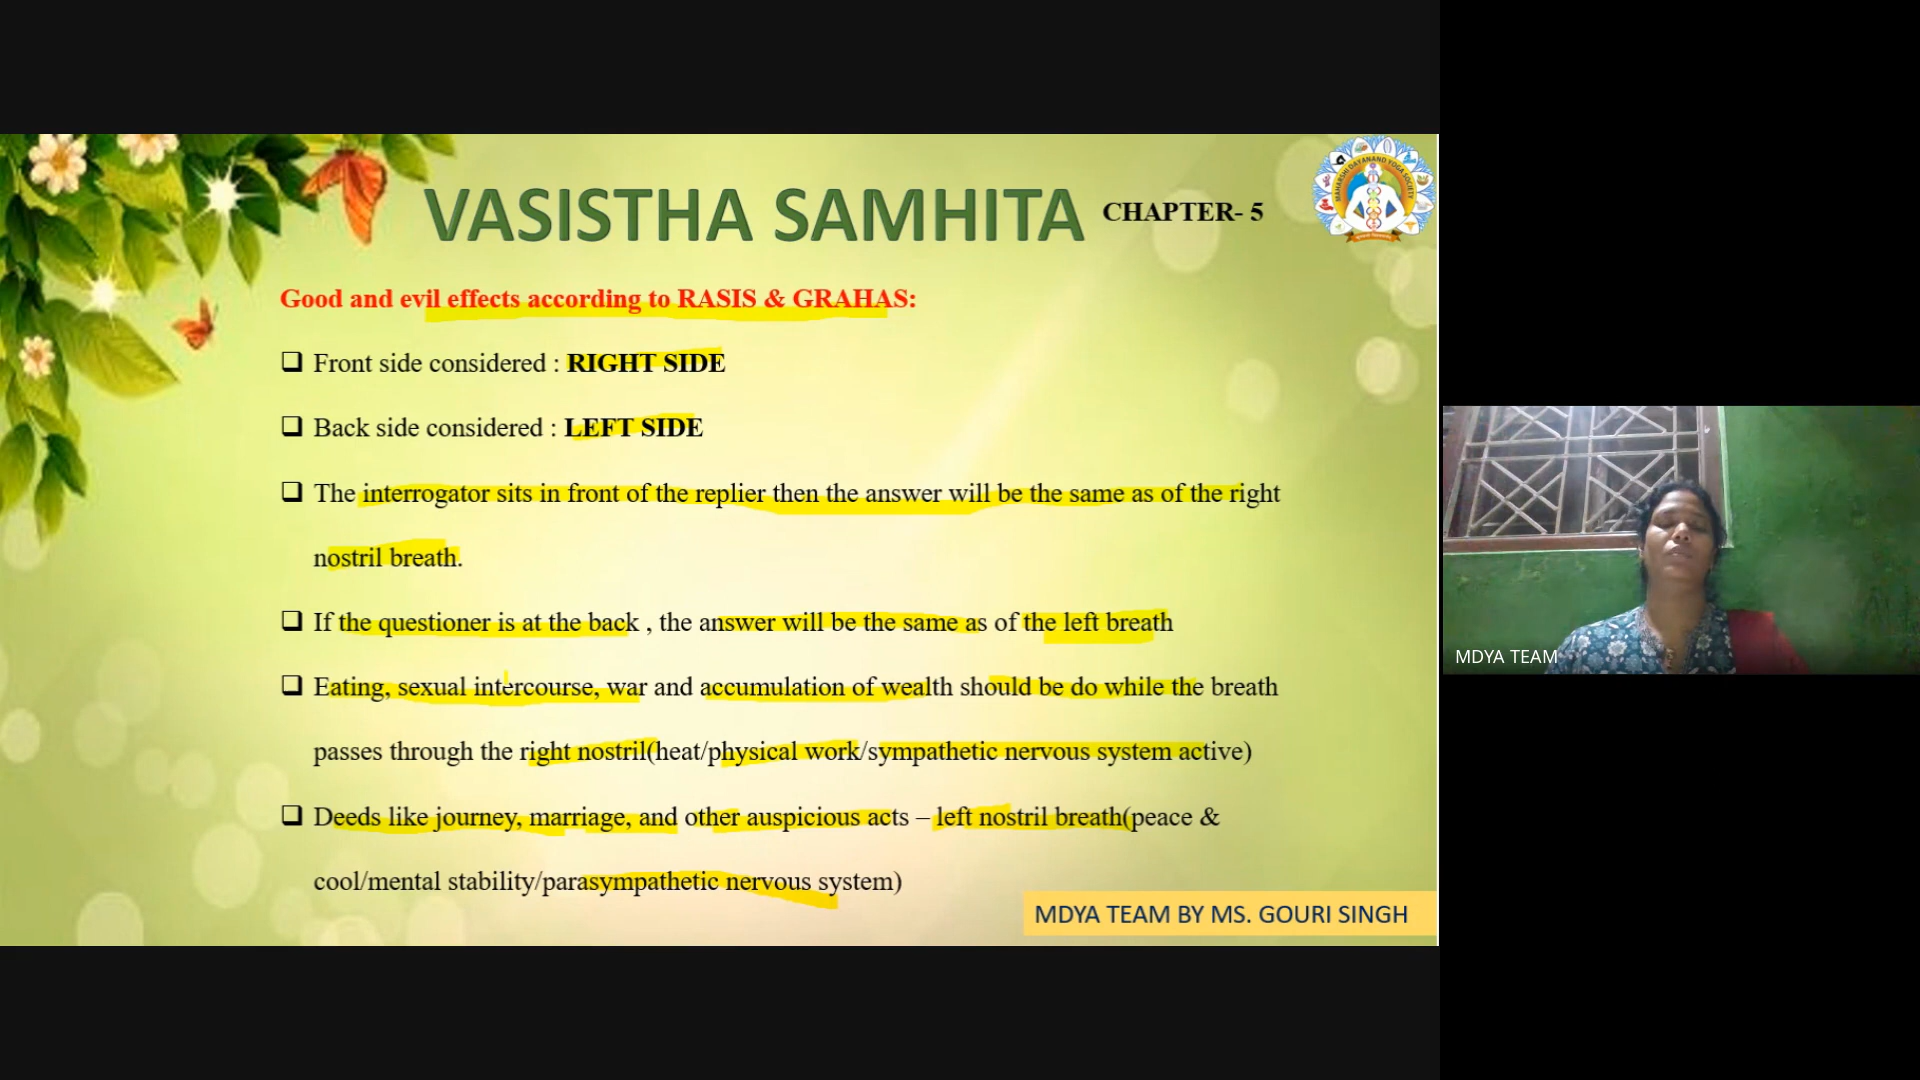 VASISTHA SAMHITA CHAPTER- 5
MAHARSHI DAYANAND YOGA SOCIETY
Good and evil effects according to RASIS & GRAHAS:
Front side considered : RIGHT SIDE
Back side considered : LEFT SIDE
The interrogator sits in front of the replier then the answer will be the same as of the right
nostril breath.
If the questioner is at the back , the answer will be the same as of the left breath
Eating, sexual intercourse, war and accumulation of wealth should be do while the breath
passes through the right nostril(heat/physical work/sympathetic nervous system active)
Deeds like journey, marriage, and other auspicious acts – left nostril breath(peace &
cool/mental stability/parasympathetic nervous system)
MDYA TEAM BY MS. GOURI SINGH
MDYA TEAM